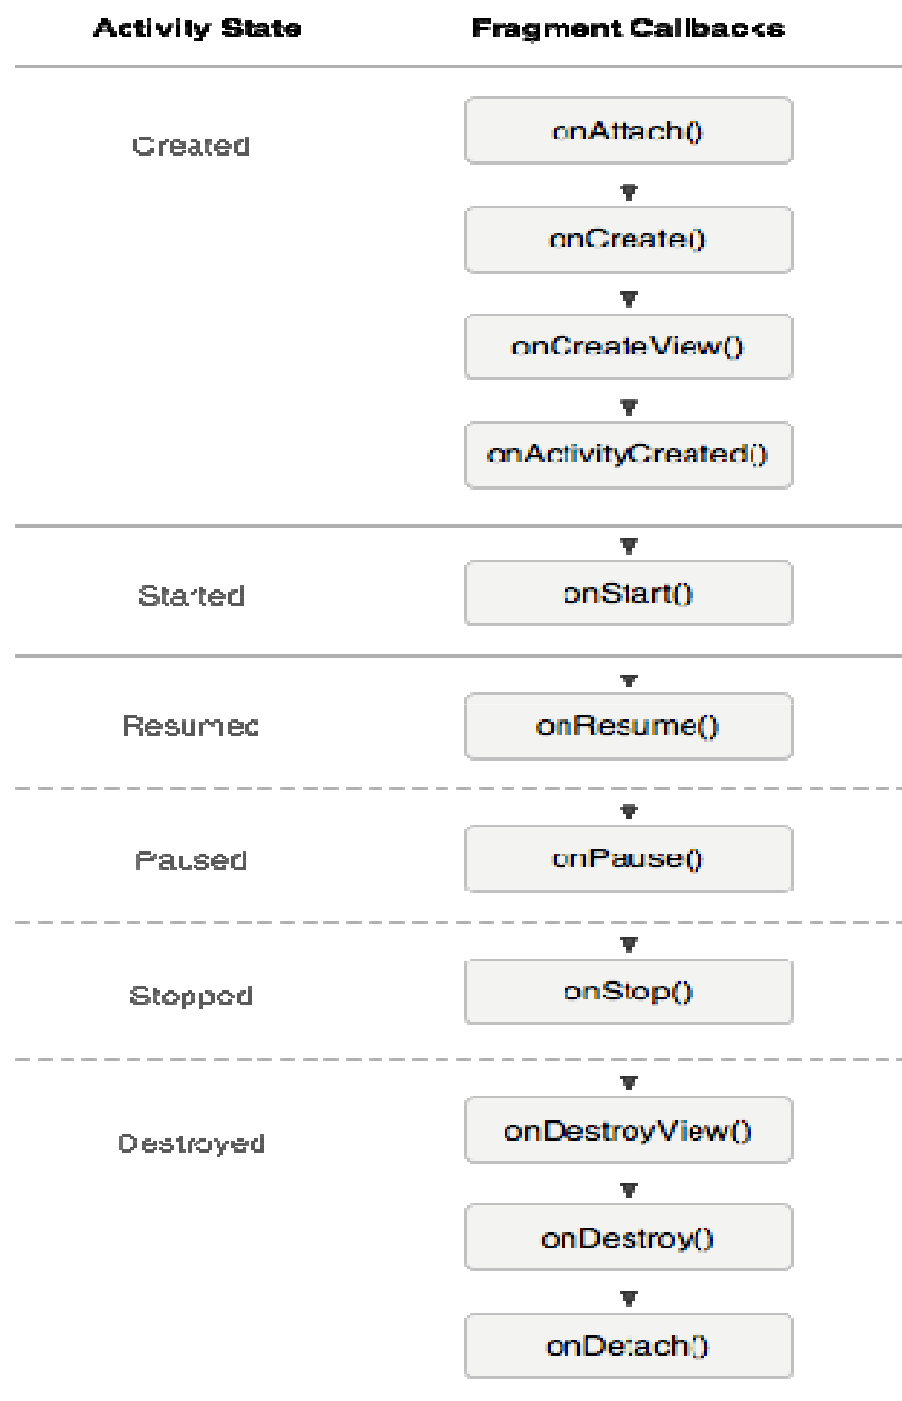 Activity State Fragment Callbacks
Created onAttach()
onCreate()
onCreateView()
onActivityCreated()
Started onStart()
Resumed onResume()
Paused onPause()
Stopped onStop()
Destroyed onDestroyView()
onDestroy()
onDetach()